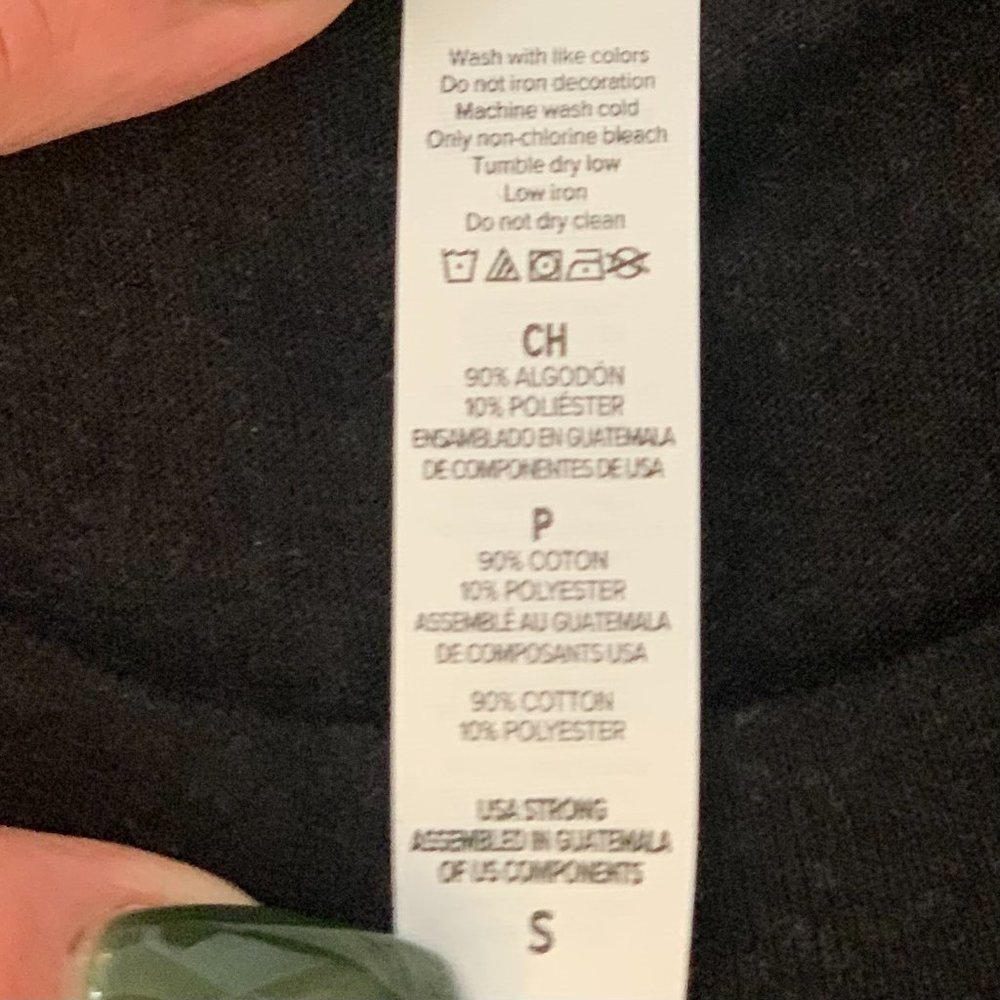 Wash with like colors
Do not iron decoration
Machine wash cold
Only non-chlorine bleach
Tumble dry low
Low iron
Do not dry clean
CH
90% ALGODÓN
10% POLIÉSTER
ENSAMBLADO EN GUATEMALA
DE COMPONENTES DE USA
P
90% COTON
10% POLYESTER
ASSEMBLÉ AU GUATEMALA
DE COMPOSANTS USA
90% COTTON
10% POLYESTER
USA STRONG
ASSEMBLED IN GUATEMALA
OF US COMPONENTS
S